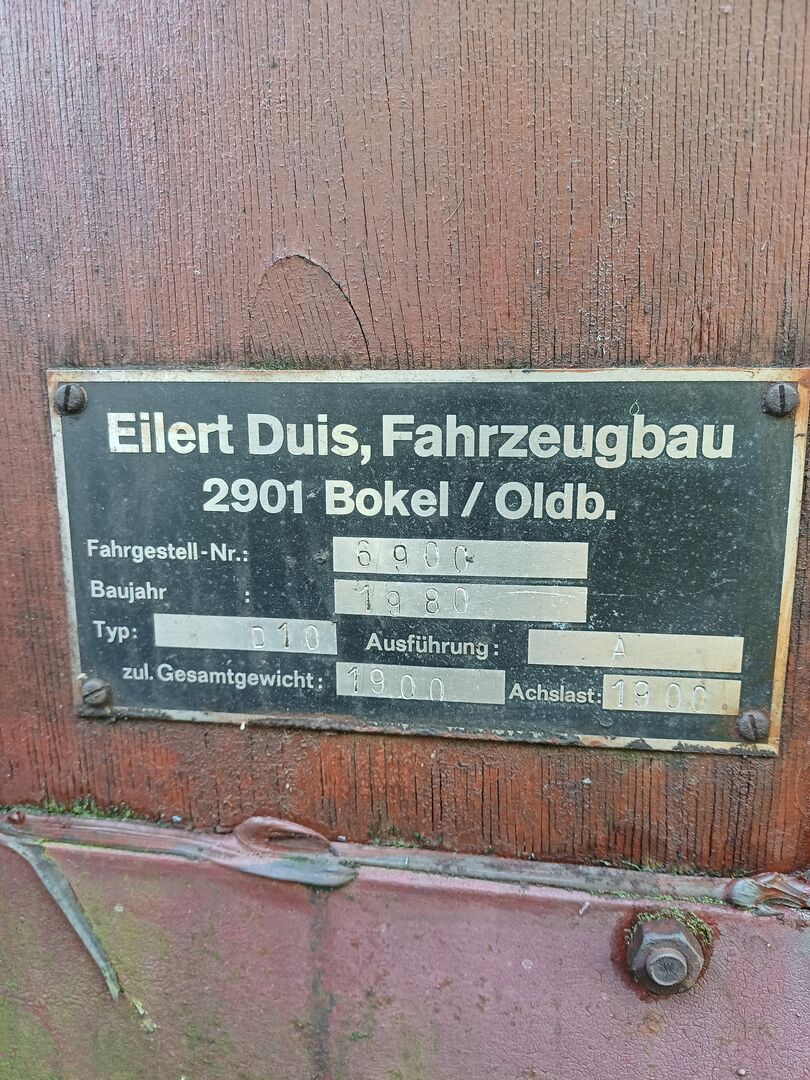 Eilert Duis, Fahrzeugbau
2901 Bokel / Oldb.
Fahrgestell-Nr.: 6900
Baujahr : 1980
Typ: D10 Ausführung: A
zul. Gesamtgewicht: 1900 Achslast: 1900